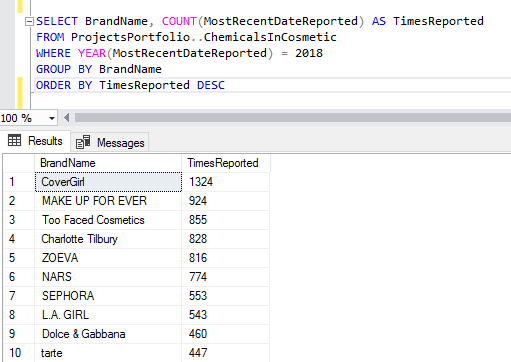 SELECT BrandName, COUNT(MostRecentDateReported) AS TimesReported
FROM ProjectsPortfolio..ChemicalsInCosmetic
WHERE YEAR(MostRecentDateReported) = 2018
GROUP BY BrandName
ORDER BY TimesReported DESC
100 %
Results Messages
BrandName TimesReported
1 CoverGirl 1324
2 MAKE UP FOR EVER 924
3 Too Faced Cosmetics 855
4 Charlotte Tilbury 828
5 ZOEVA 816
6 NARS 774
7 SEPHORA 553
8 L.A. GIRL 543
9 Dolce & Gabbana 460
10 tarte 447